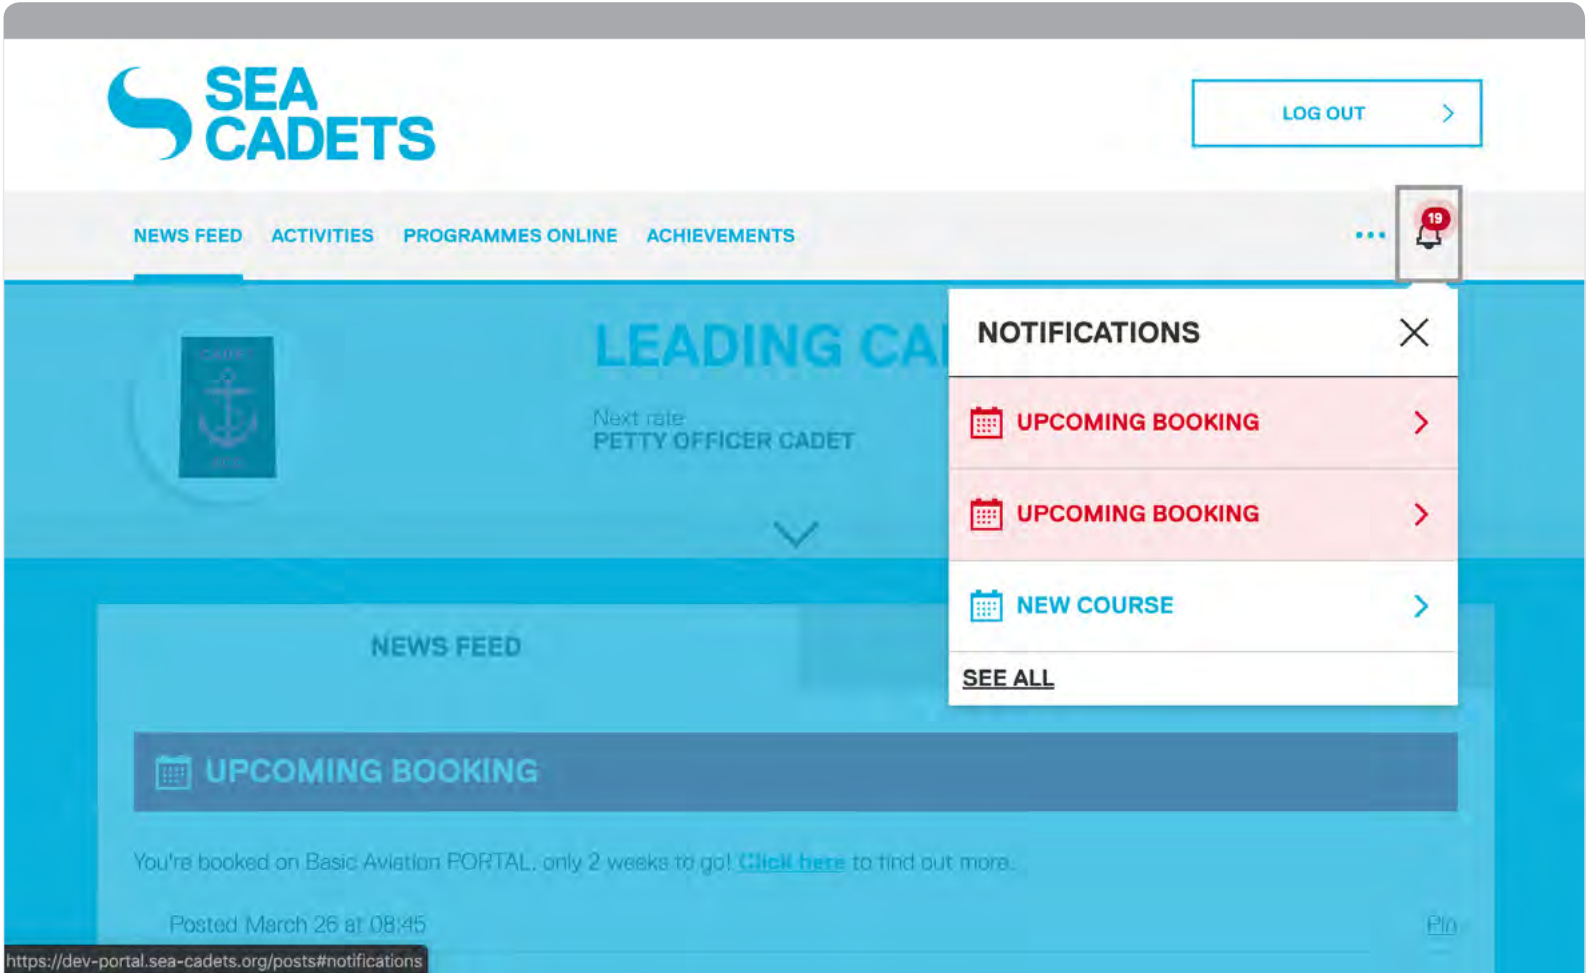 SEA
CADETS
LOG OUT
NEWS FEED ACTIVITIES PROGRAMMES ONLINE ACHIEVEMENTS
19
LEADING CA
NOTIFICATIONS
CADET
Next rate
PETTY OFFICER CADET
UPCOMING BOOKING
UPCOMING BOOKING
NEW COURSE
SEE ALL
NEWS FEED
UPCOMING BOOKING
You're booked on Basic Aviation PORTAL, only 2 weeks to go! Click here to find out more.
Posted March 26 at 08:45
Pin
https://dev-portal.sea-cadets.org/posts#notifications